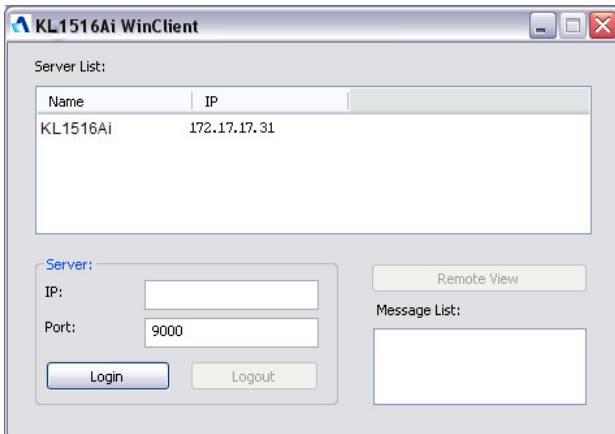 KL1516Ai WinClient
Server List:
Name IP
KL1516Ai 172.17.17.31
Server:
IP:
Port: 9000
Login Logout
Remote View
Message List: